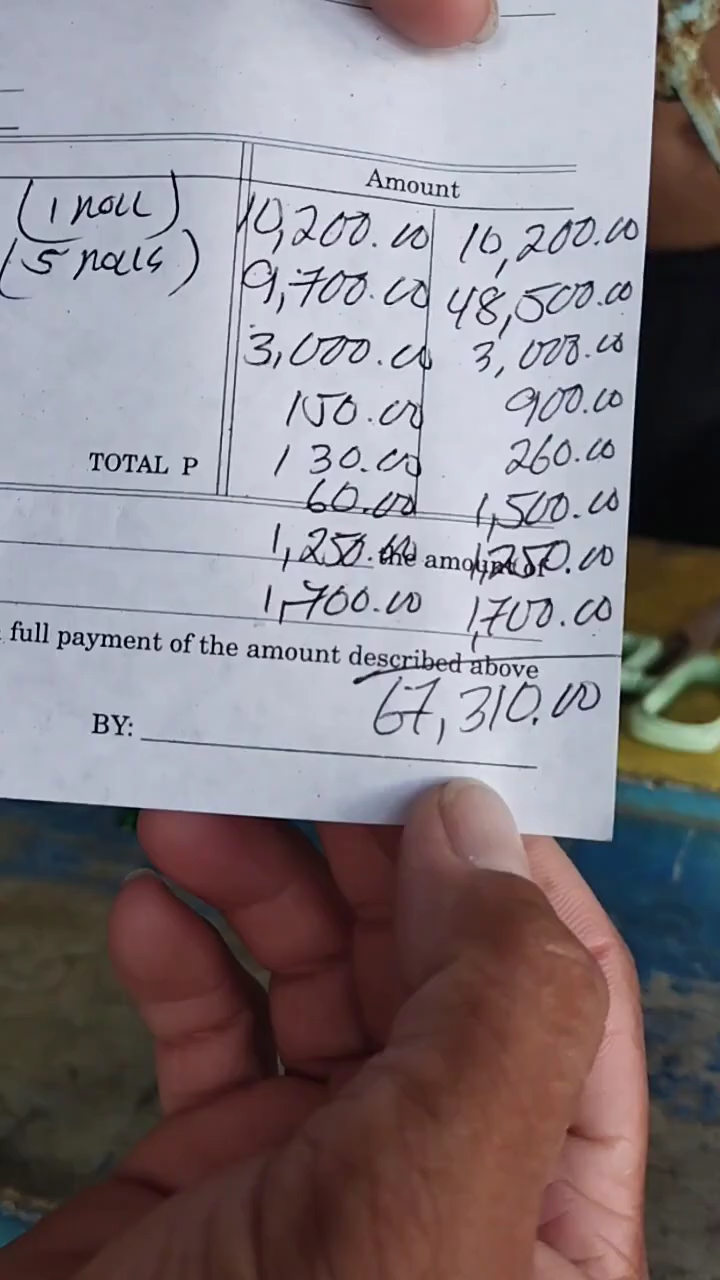 Amount
(1 roll) 10,200.00 10,200.00
(5 rolls) 9,700.00 48,500.00
3,000.00 3,000.00
150.00 900.00
TOTAL P 130.00 260.00
60.00 1,500.00
1,250.00 the amount of 1,250.00
1,700.00 1,700.00
full payment of the amount described above
67,310.00
BY: